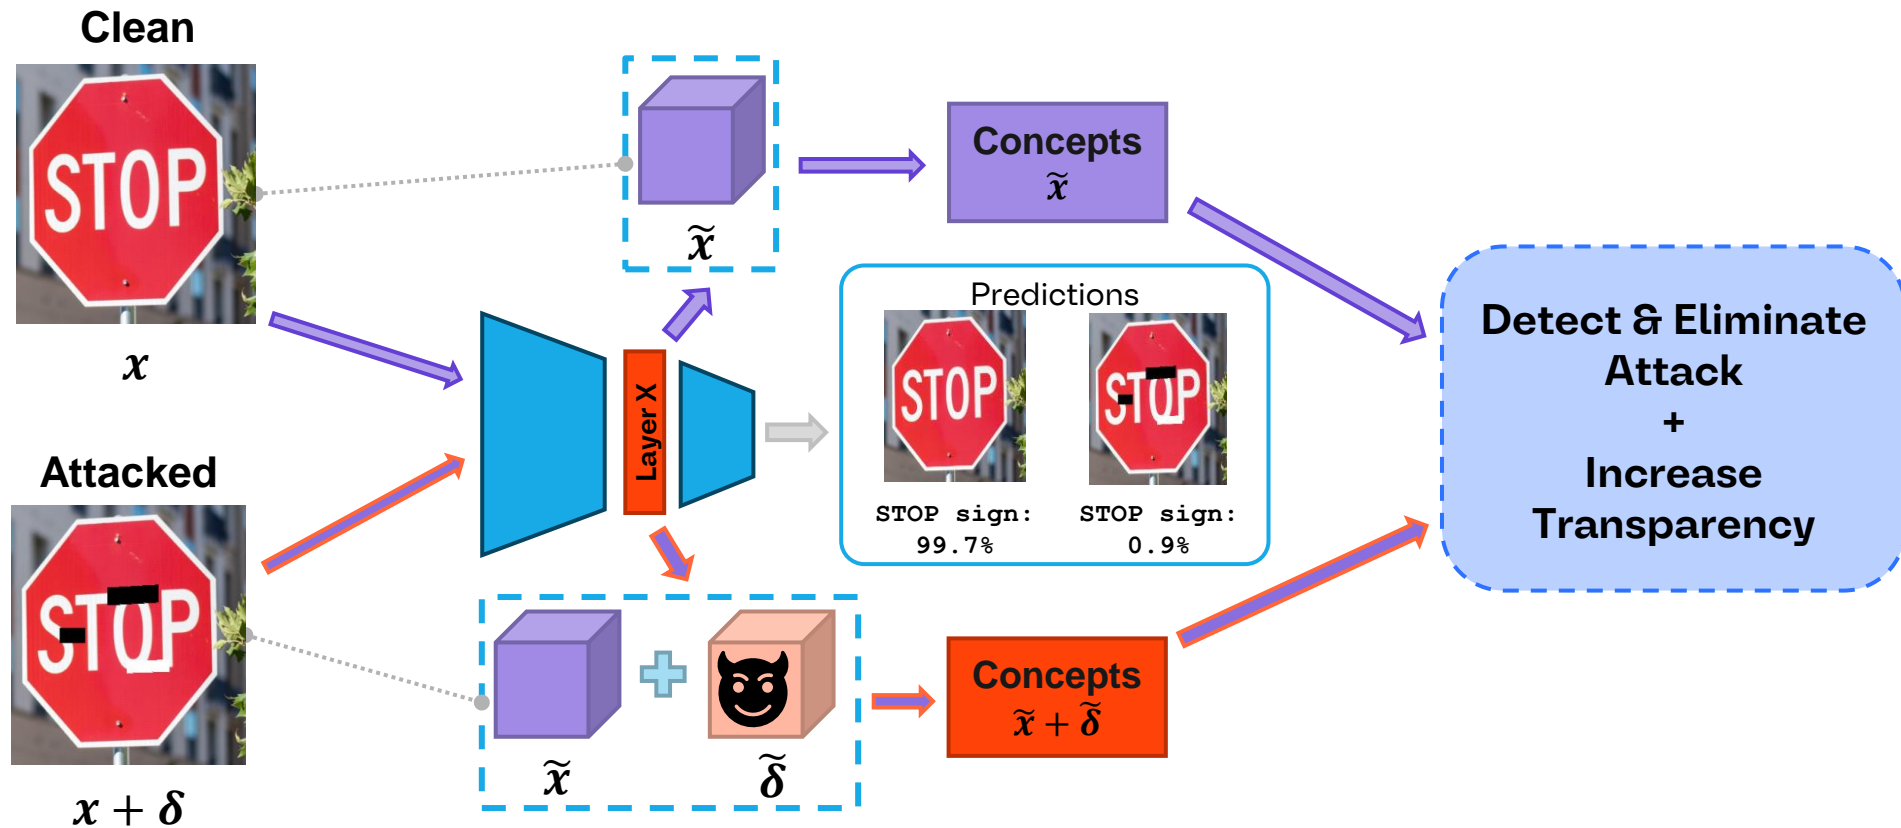 Clean
STOP
x
x̃
Concepts
x̃
Predictions
STOP
STOP
STOP sign:
99.7%
STOP sign:
0.9%
Layer X
Attacked
STOP
x + δ
x̃
δ̃
Concepts
x̃ + δ̃
Detect & Eliminate
Attack
+
Increase
Transparency